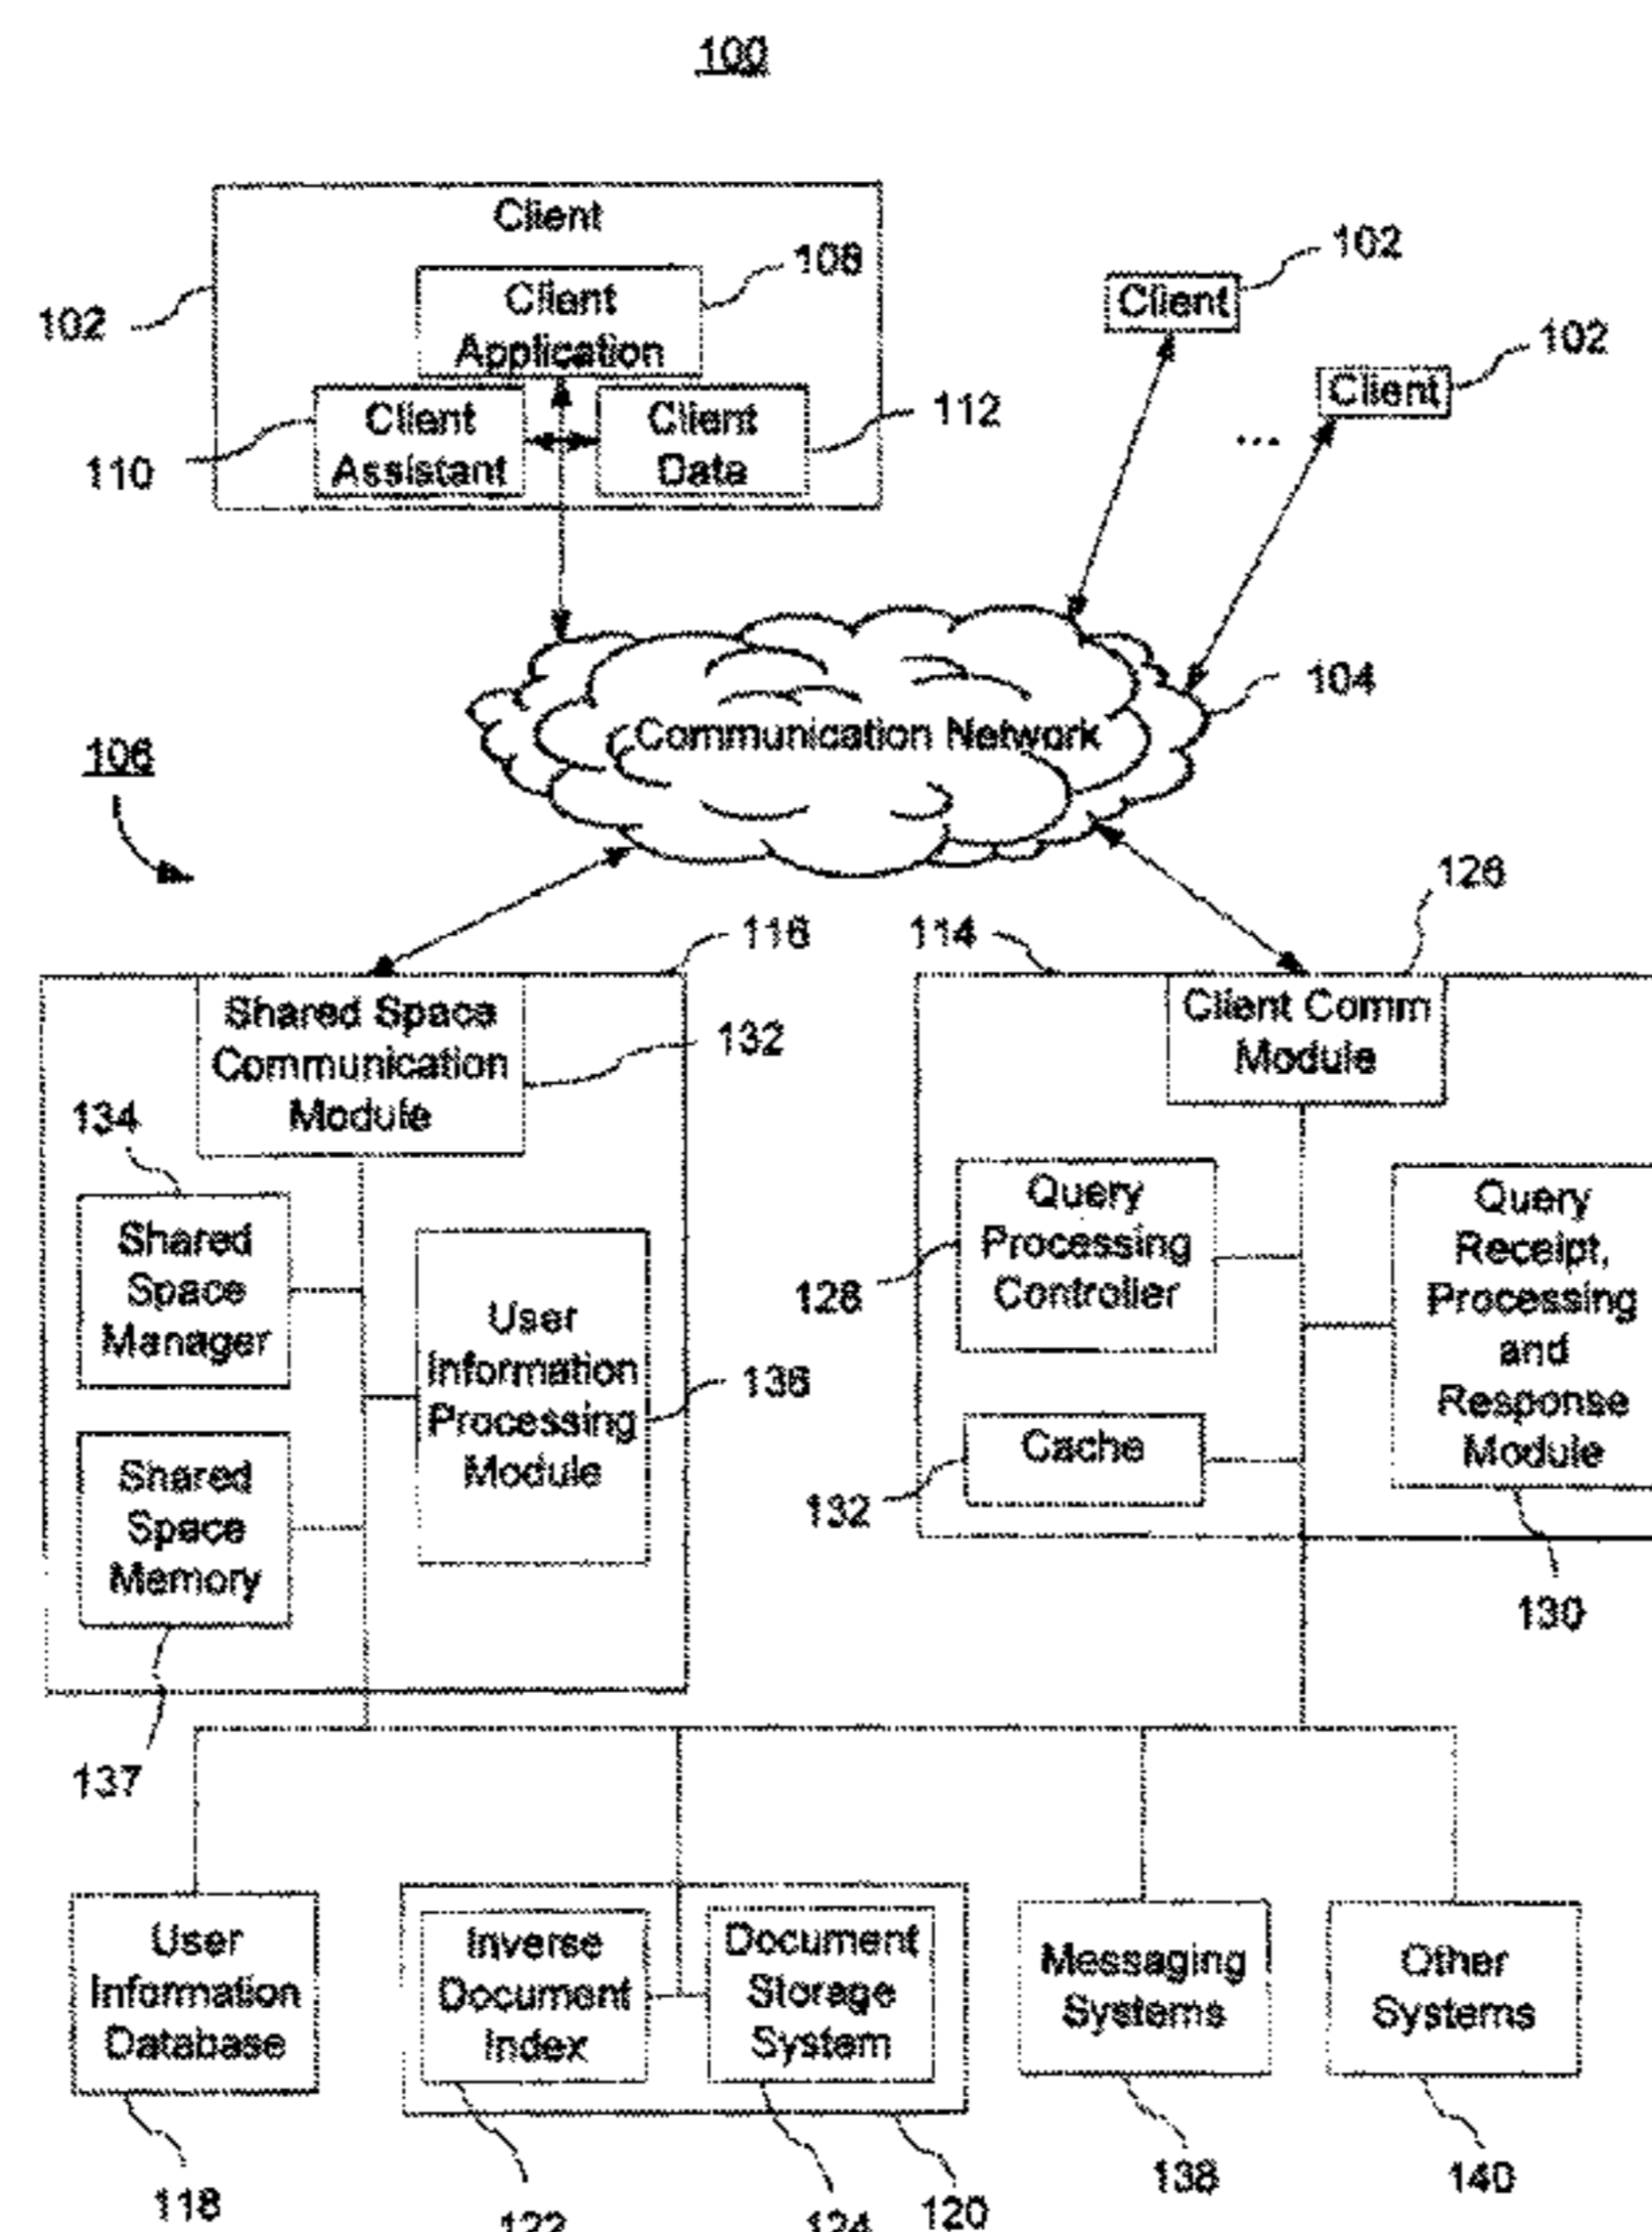 100
Client
102
108
Client
Application
Client
Assistant
110
Client
Data
112
Client
102
Client
102
...
Communication Network
104
106
116
Shared Space
Communication
Module
132
134
Shared
Space
Manager
User
Information
Processing
Module
136
Shared
Space
Memory
137
114
126
Client Comm
Module
Query
Processing
Controller
128
Query
Receipt,
Processing
and
Response
Module
130
Cache
132
User
Information
Database
118
Inverse
Document
Index
122
Document
Storage
System
124
120
Messaging
Systems
138
Other
Systems
140